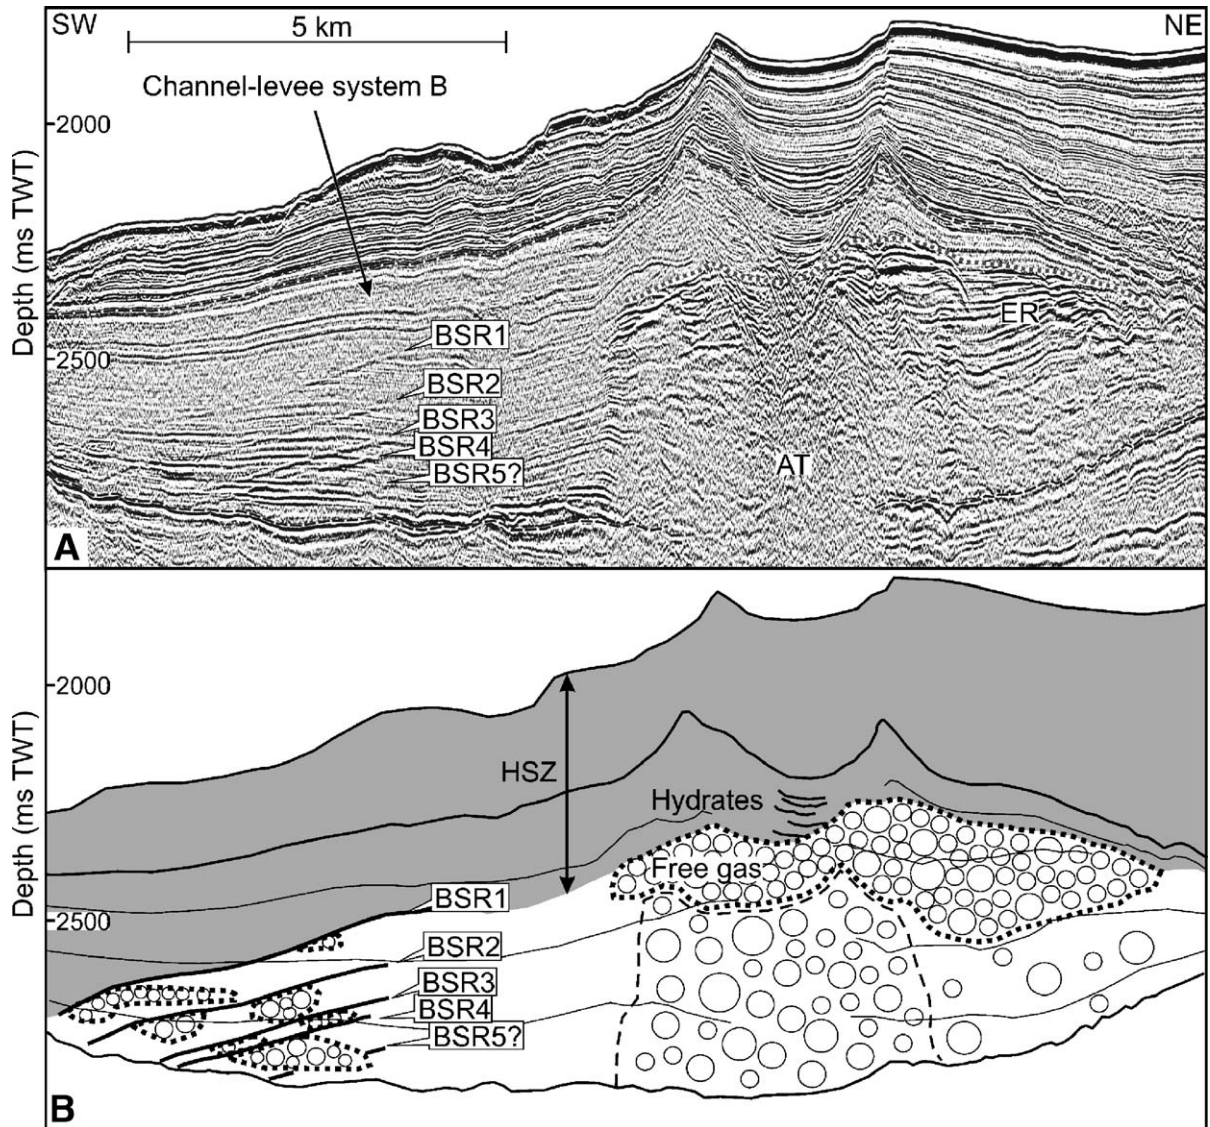 SW
NE
5 km
Channel-levee system B
2000
Depth (ms TWT)
BSR1
ER
2500
BSR2
BSR3
BSR4
AT
BSR5?
A
2000
Depth (ms TWT)
HSZ
Hydrates
Free gas
BSR1
2500
BSR2
BSR3
BSR4
BSR5?
B